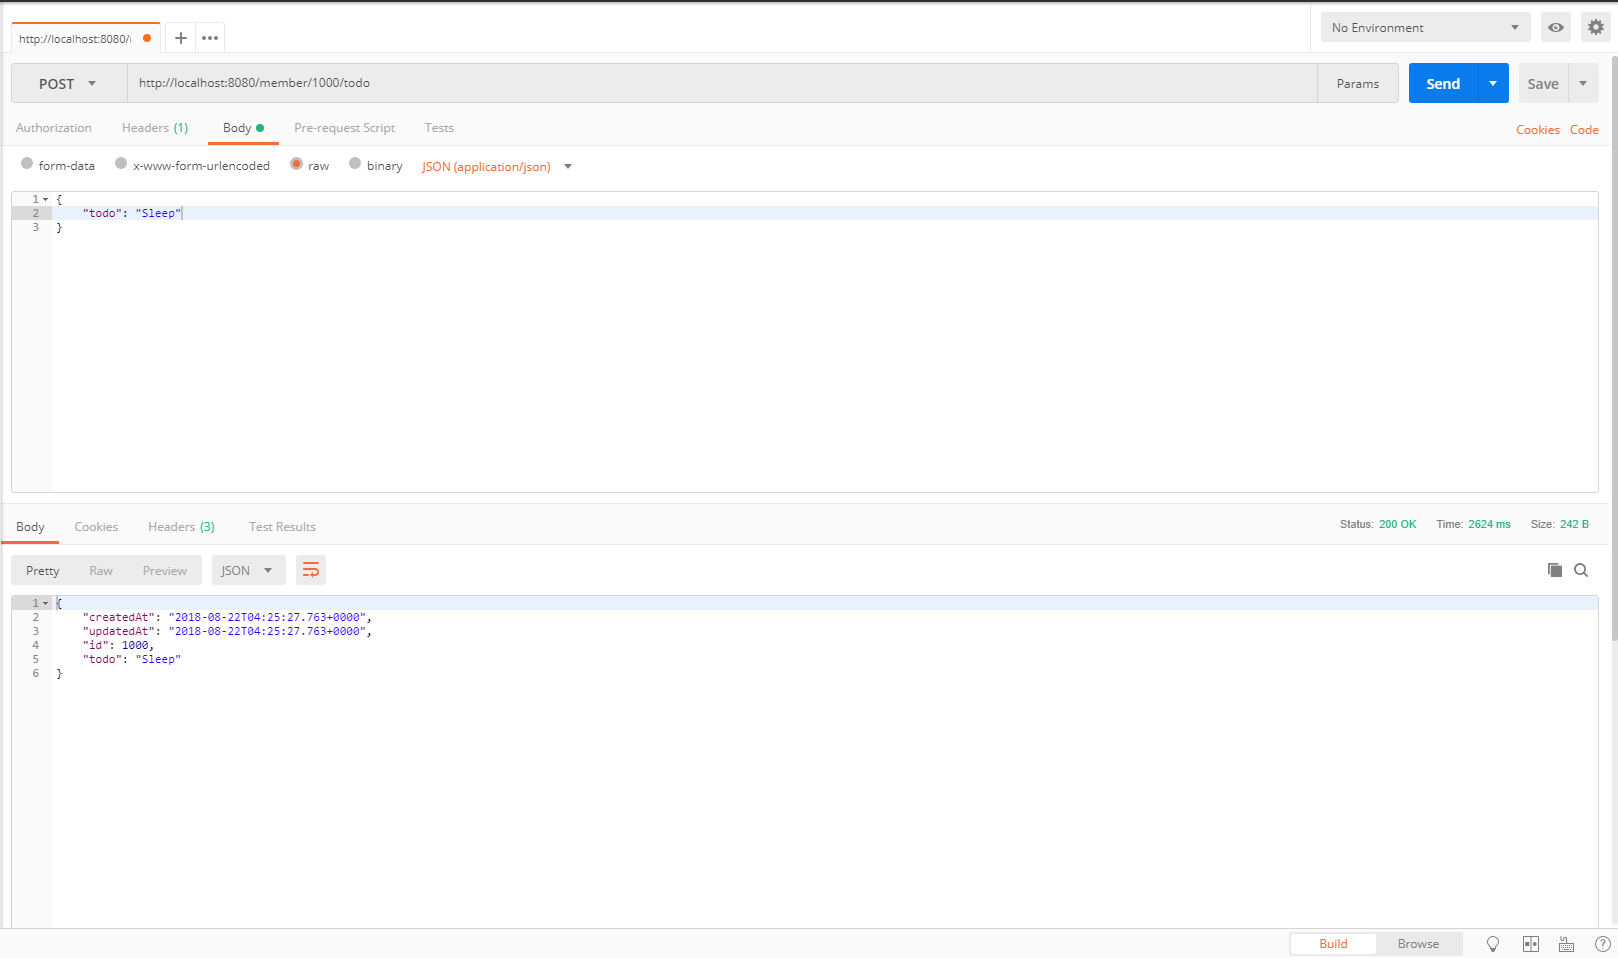 http://localhost:8080/
No Environment
POST
http://localhost:8080/member/1000/todo
Params
Send
Save
Authorization
Headers (1)
Body
Pre-request Script
Tests
Cookies
Code
form-data
x-www-form-urlencoded
raw
binary
JSON (application/json)
1 {
2 "todo": "Sleep"
3 }
Body
Cookies
Headers (3)
Test Results
Status: 200 OK
Time: 2624 ms
Size: 242 B
Pretty
Raw
Preview
JSON
1 {
2 "createdAt": "2018-08-22T04:25:27.763+0000",
3 "updatedAt": "2018-08-22T04:25:27.763+0000",
4 "id": 1000,
5 "todo": "Sleep"
6 }
Build
Browse